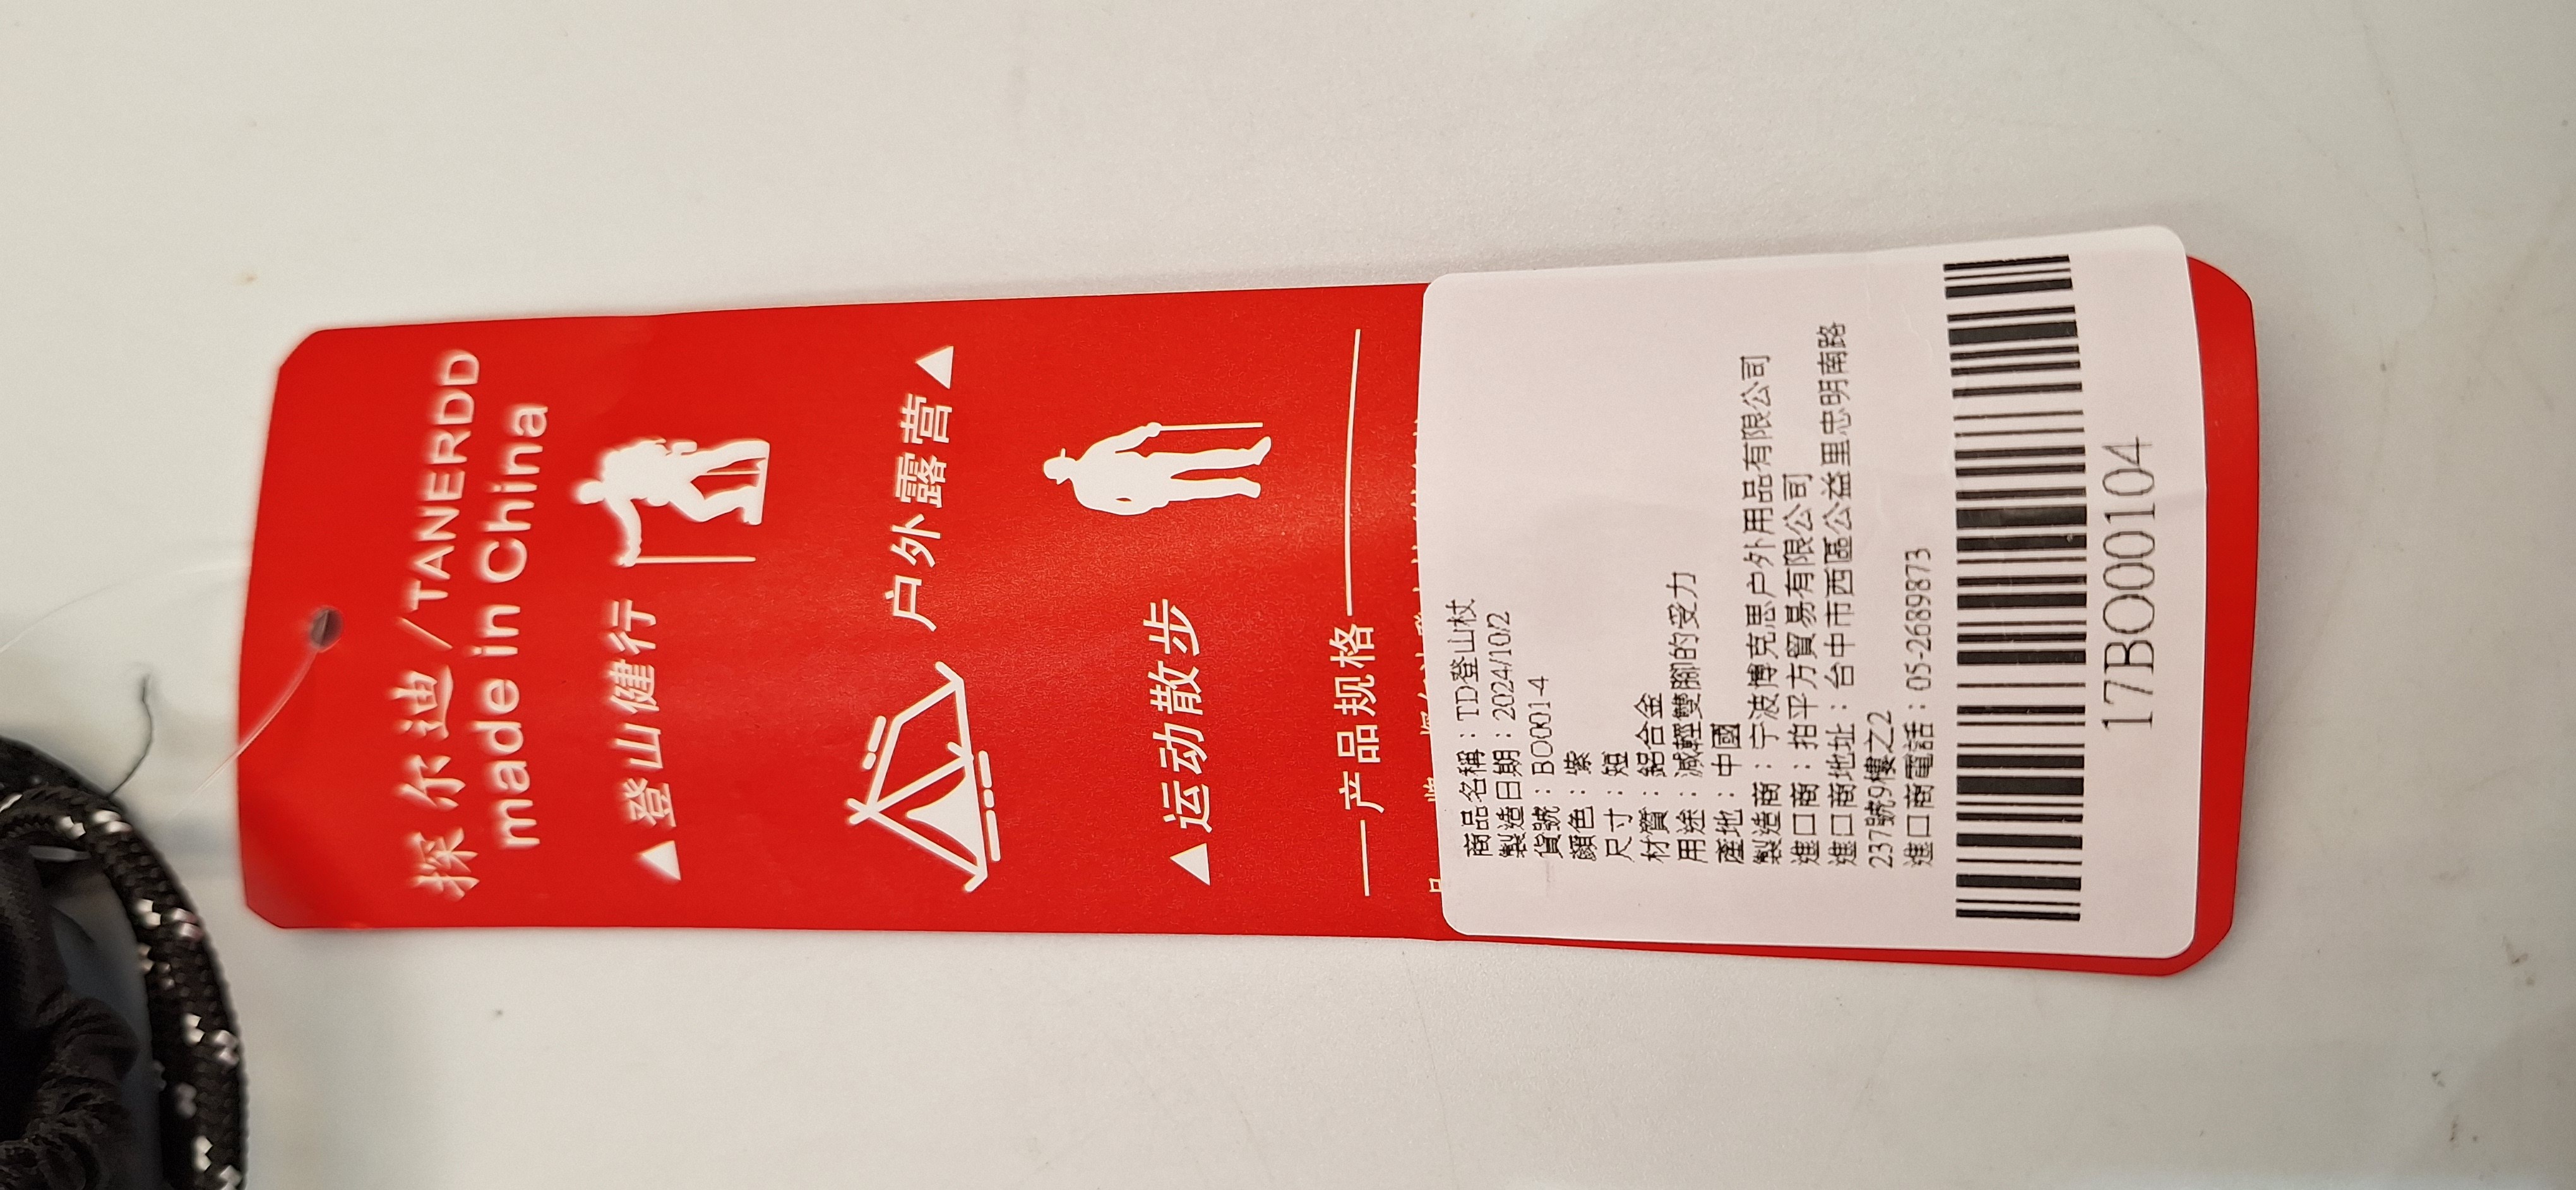 探尔迪/TANERDD
made in China
▲登山健行
户外露营▲
▲运动散步
产品规格
商品名稱：TD登山杖
製造日期：2024/10/2
貨號：BO001-4
顏色：紫
尺寸：短
材質：鋁合金
用途：減輕雙腳的受力
產地：中國
製造商：宁波博克思户外用品有限公司
進口商：拍平方貿易有限公司
進口商地址：台中市西區公益里忠明南路
237號9樓之2
進口商電話：05-2689873
17BO00104